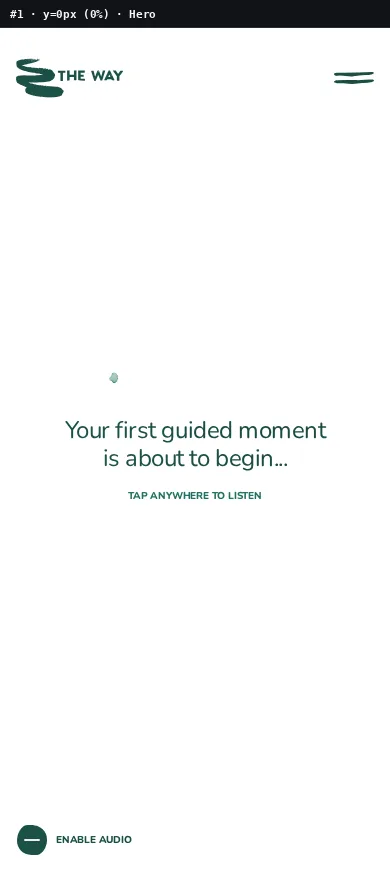 #1 · y=0px (0%) · Hero
THE WAY
Your first guided moment
is about to begin...
TAP ANYWHERE TO LISTEN
ENABLE AUDIO